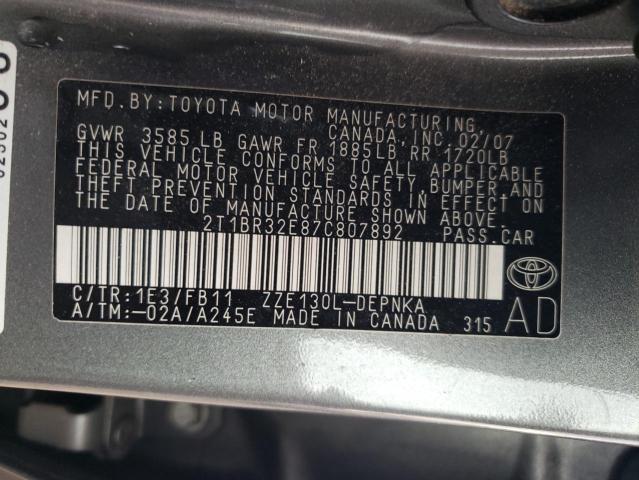 MFD. BY: TOYOTA MOTOR MANUFACTURING,
CANADA, INC. 02/07
GVWR 3585 LB GAWR FR 1885LB RR 1720LB
THIS VEHICLE CONFORMS TO ALL APPLICABLE
FEDERAL MOTOR VEHICLE SAFETY, BUMPER AND
THEFT PREVENTION STANDARDS IN EFFECT ON
THE DATE OF MANUFACTURE SHOWN ABOVE.
2T1BR32E87C807892 PASS.CAR
C/TR:1E3/FB11 ZZE130L-DEPNKA
A/TM:-02A/A245E MADE IN CANADA 315
AD